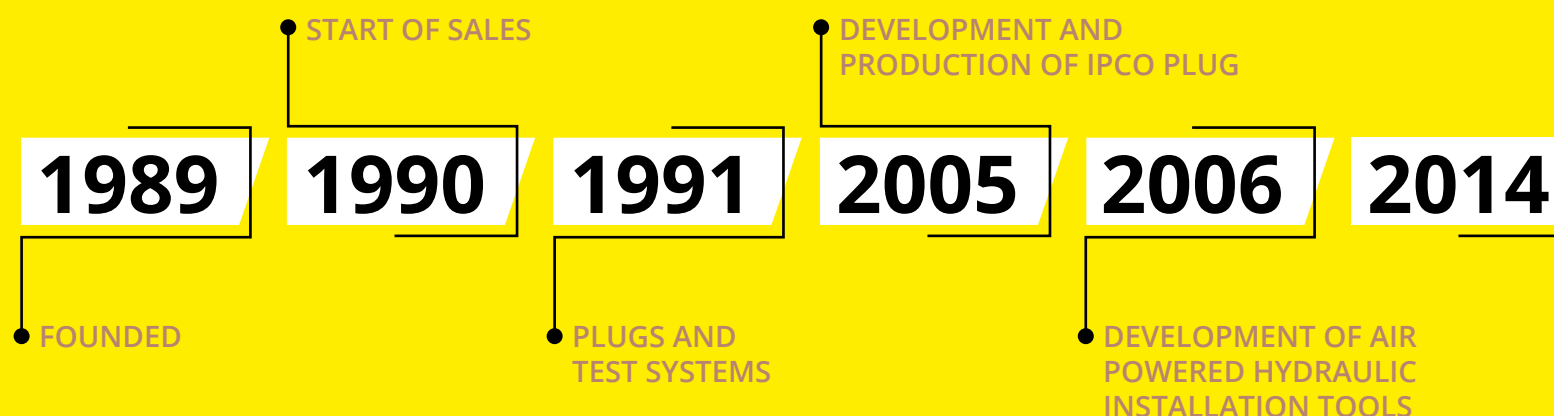 START OF SALES
DEVELOPMENT AND
PRODUCTION OF IPCO PLUG
1989 1990 1991 2005 2006 2014
FOUNDED
PLUGS AND
TEST SYSTEMS
DEVELOPMENT OF AIR
POWERED HYDRAULIC
INSTALLATION TOOLS